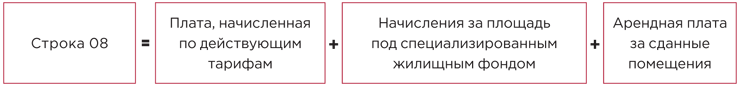 Строка 08
=
Плата, начисленная
по действующим
тарифам
+
Начисления за площадь
под специализированным
жилищным фондом
+
Арендная плата
за сданные
помещения